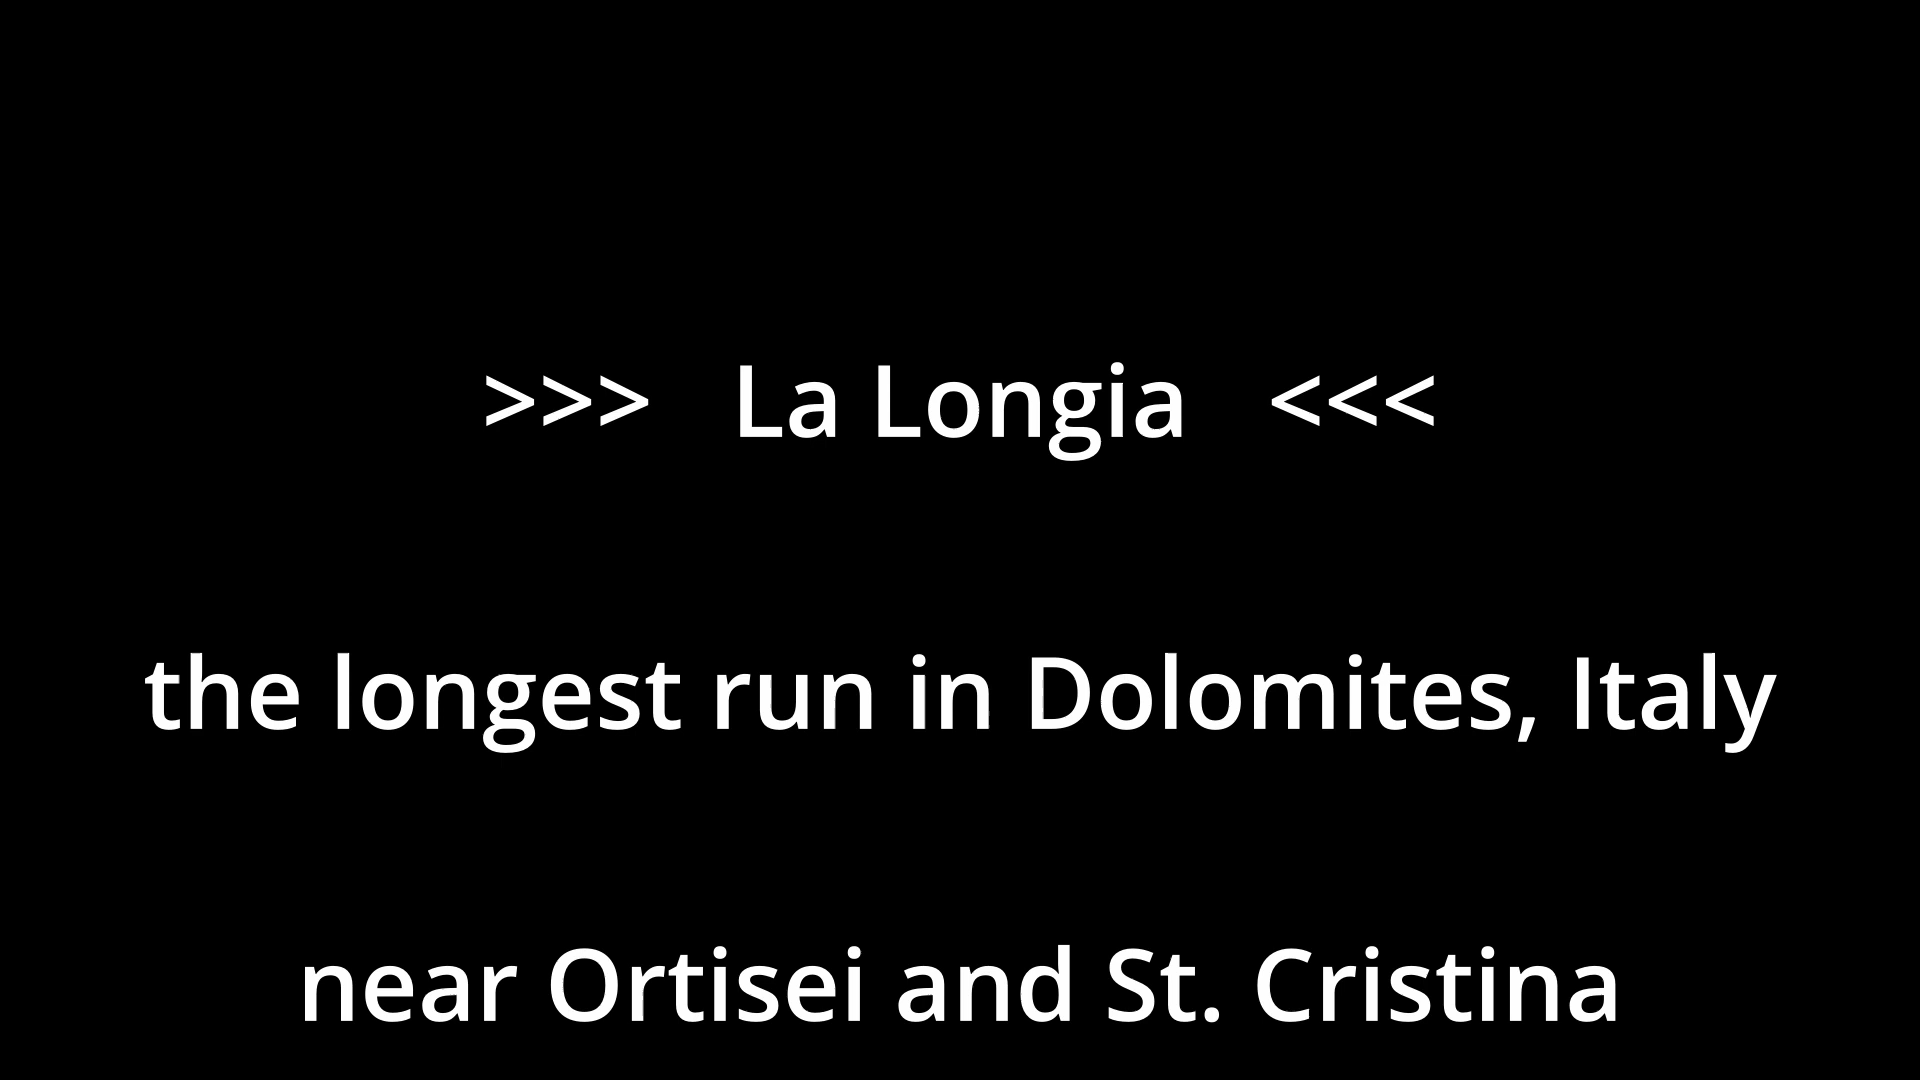 >>> La Longia <<<
the longest run in Dolomites, Italy
near Ortisei and St. Cristina